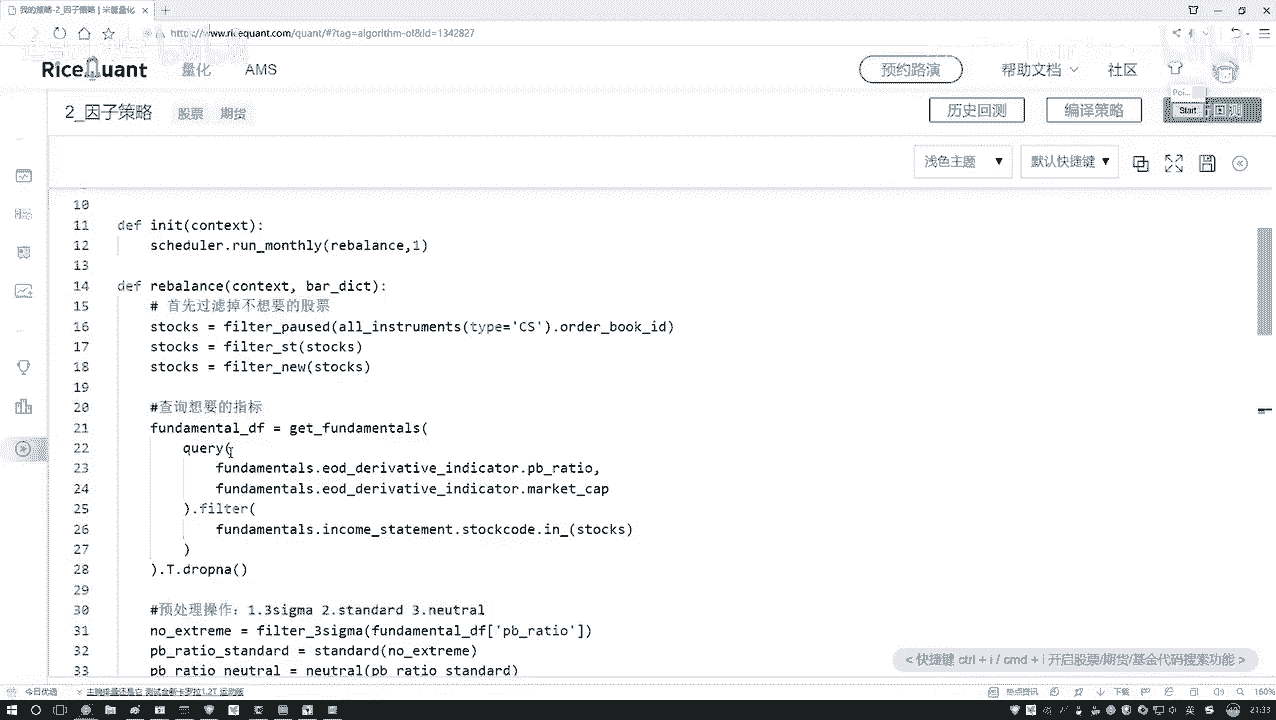 我的策略-2_因子策略 | 米筐量化
www.ricequant.com/quant/#?tag=algorithm-ol&id=1342827
RiceQuant 量化 AMS 预约路演 帮助文档 社区
2_因子策略 股票 期货 历史回测 编译策略
Start
浅色主题 默认快捷键
10
11 def init(context):
12 scheduler.run_monthly(rebalance,1)
13
14 def rebalance(context, bar_dict):
15 # 首先过滤掉不想要的股票
16 stocks = filter_paused(all_instruments(type='CS').order_book_id)
17 stocks = filter_st(stocks)
18 stocks = filter_new(stocks)
19
20 #查询想要的指标
21 fundamental_df = get_fundamentals(
22 query(
23 fundamentals.eod_derivative_indicator.pb_ratio,
24 fundamentals.eod_derivative_indicator.market_cap
25 ).filter(
26 fundamentals.income_statement.stockcode.in_(stocks)
27 )
28 ).T.dropna()
29
30 #预处理操作：1.3sigma 2.standard 3.neutral
31 no_extreme = filter_3sigma(fundamental_df['pb_ratio'])
32 pb_ratio_standard = standard(no_extreme)
33 pb_ratio_neutral = neutral(pb_ratio_standard)
< 快捷键 ctrl + i / cmd + i 开启股票/期货/基金代码搜索功能 >
今日优选 热点资讯 下载 160%
21:33